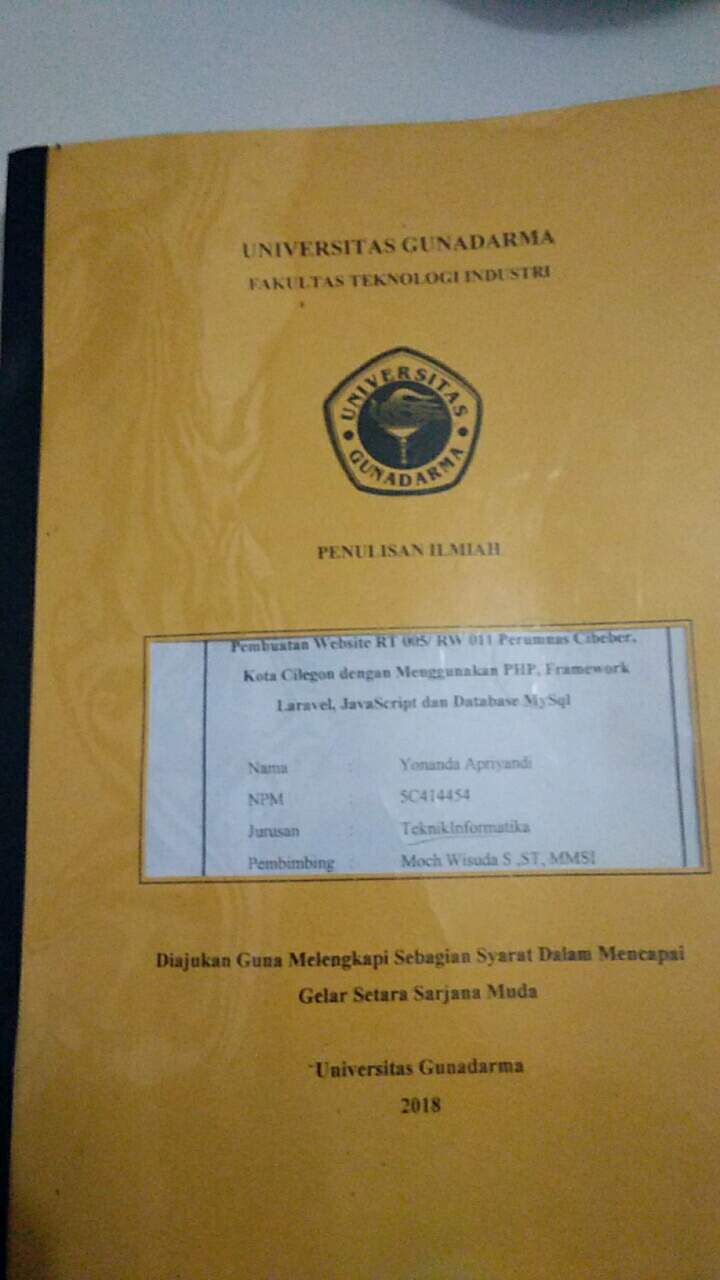 UNIVERSITAS GUNADARMA
FAKULTAS TEKNOLOGI INDUSTRI
UNIVERSITAS
GUNADARMA
PENULISAN ILMIAH
Pembuatan Website RT 005/ RW 011 Perumnas Cibeber,
Kota Cilegon dengan Menggunakan PHP, Framework
Laravel, JavaScript dan Database MySql
Nama : Yonanda Apriyandi
NPM : 5C414454
Jurusan : TeknikInformatika
Pembimbing : Moch Wisuda S ,ST, MMSI
Diajukan Guna Melengkapi Sebagian Syarat Dalam Mencapai
Gelar Setara Sarjana Muda
Universitas Gunadarma
2018